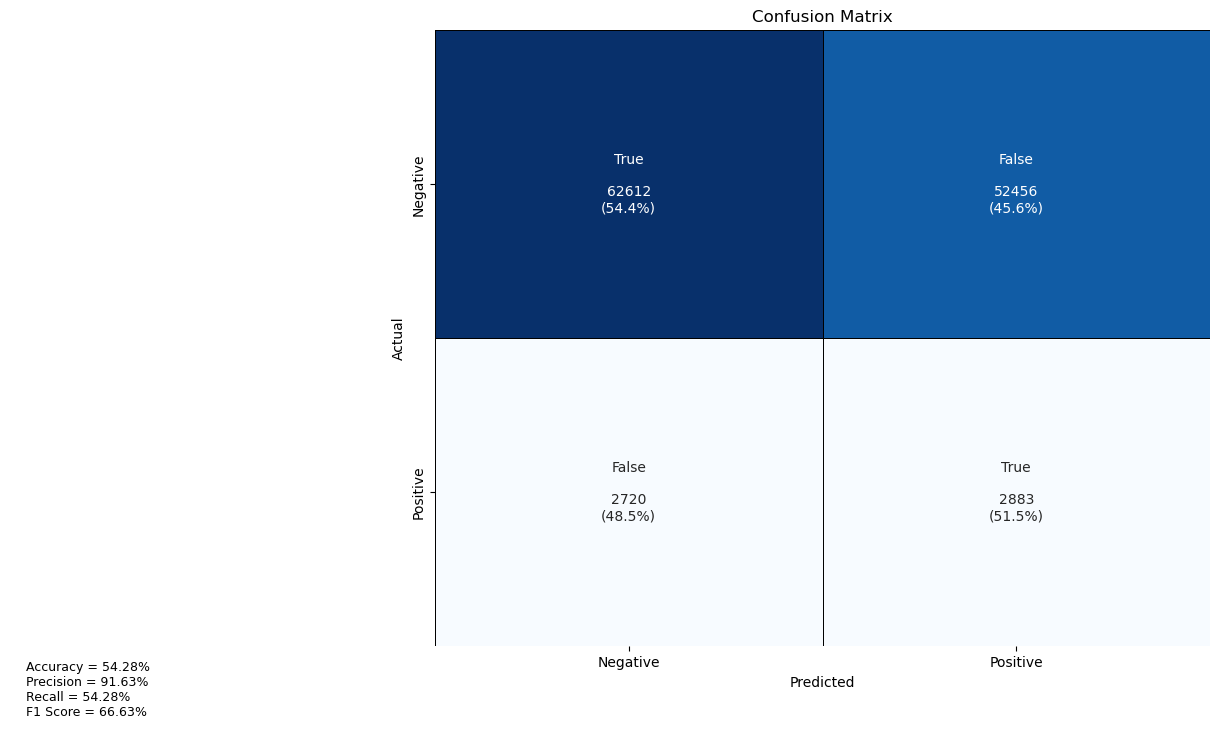 Confusion Matrix
Negative
True
62612
(54.4%)
False
52456
(45.6%)
Actual
Positive
False
2720
(48.5%)
True
2883
(51.5%)
Negative
Positive
Predicted
Accuracy = 54.28%
Precision = 91.63%
Recall = 54.28%
F1 Score = 66.63%